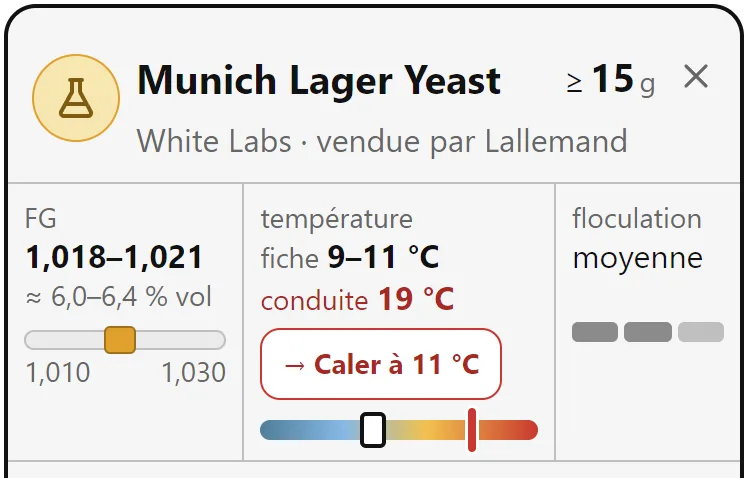 Munich Lager Yeast
≥ 15 g
White Labs · vendue par Lallemand
FG
1,018–1,021
≈ 6,0–6,4 % vol
1,010 1,030
température
fiche 9–11 °C
conduite 19 °C
→ Caler à 11 °C
floculation
moyenne